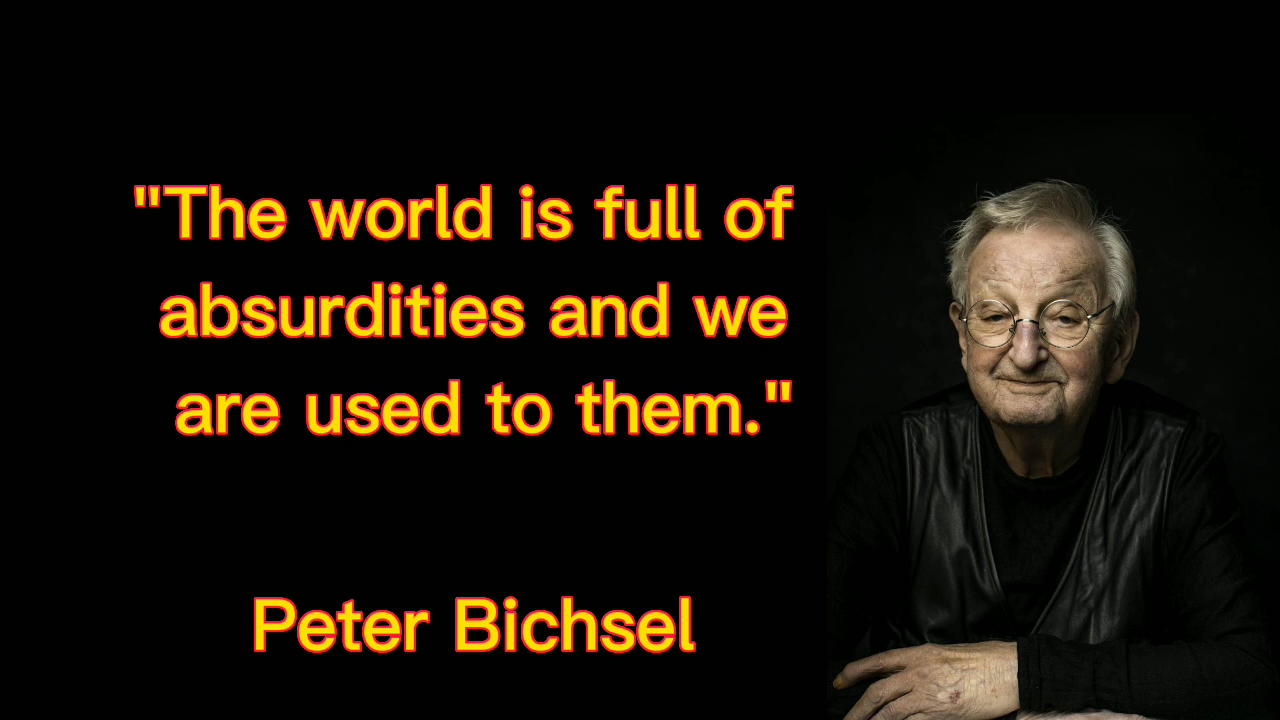 "The world is full of
absurdities and we
are used to them."
Peter Bichsel